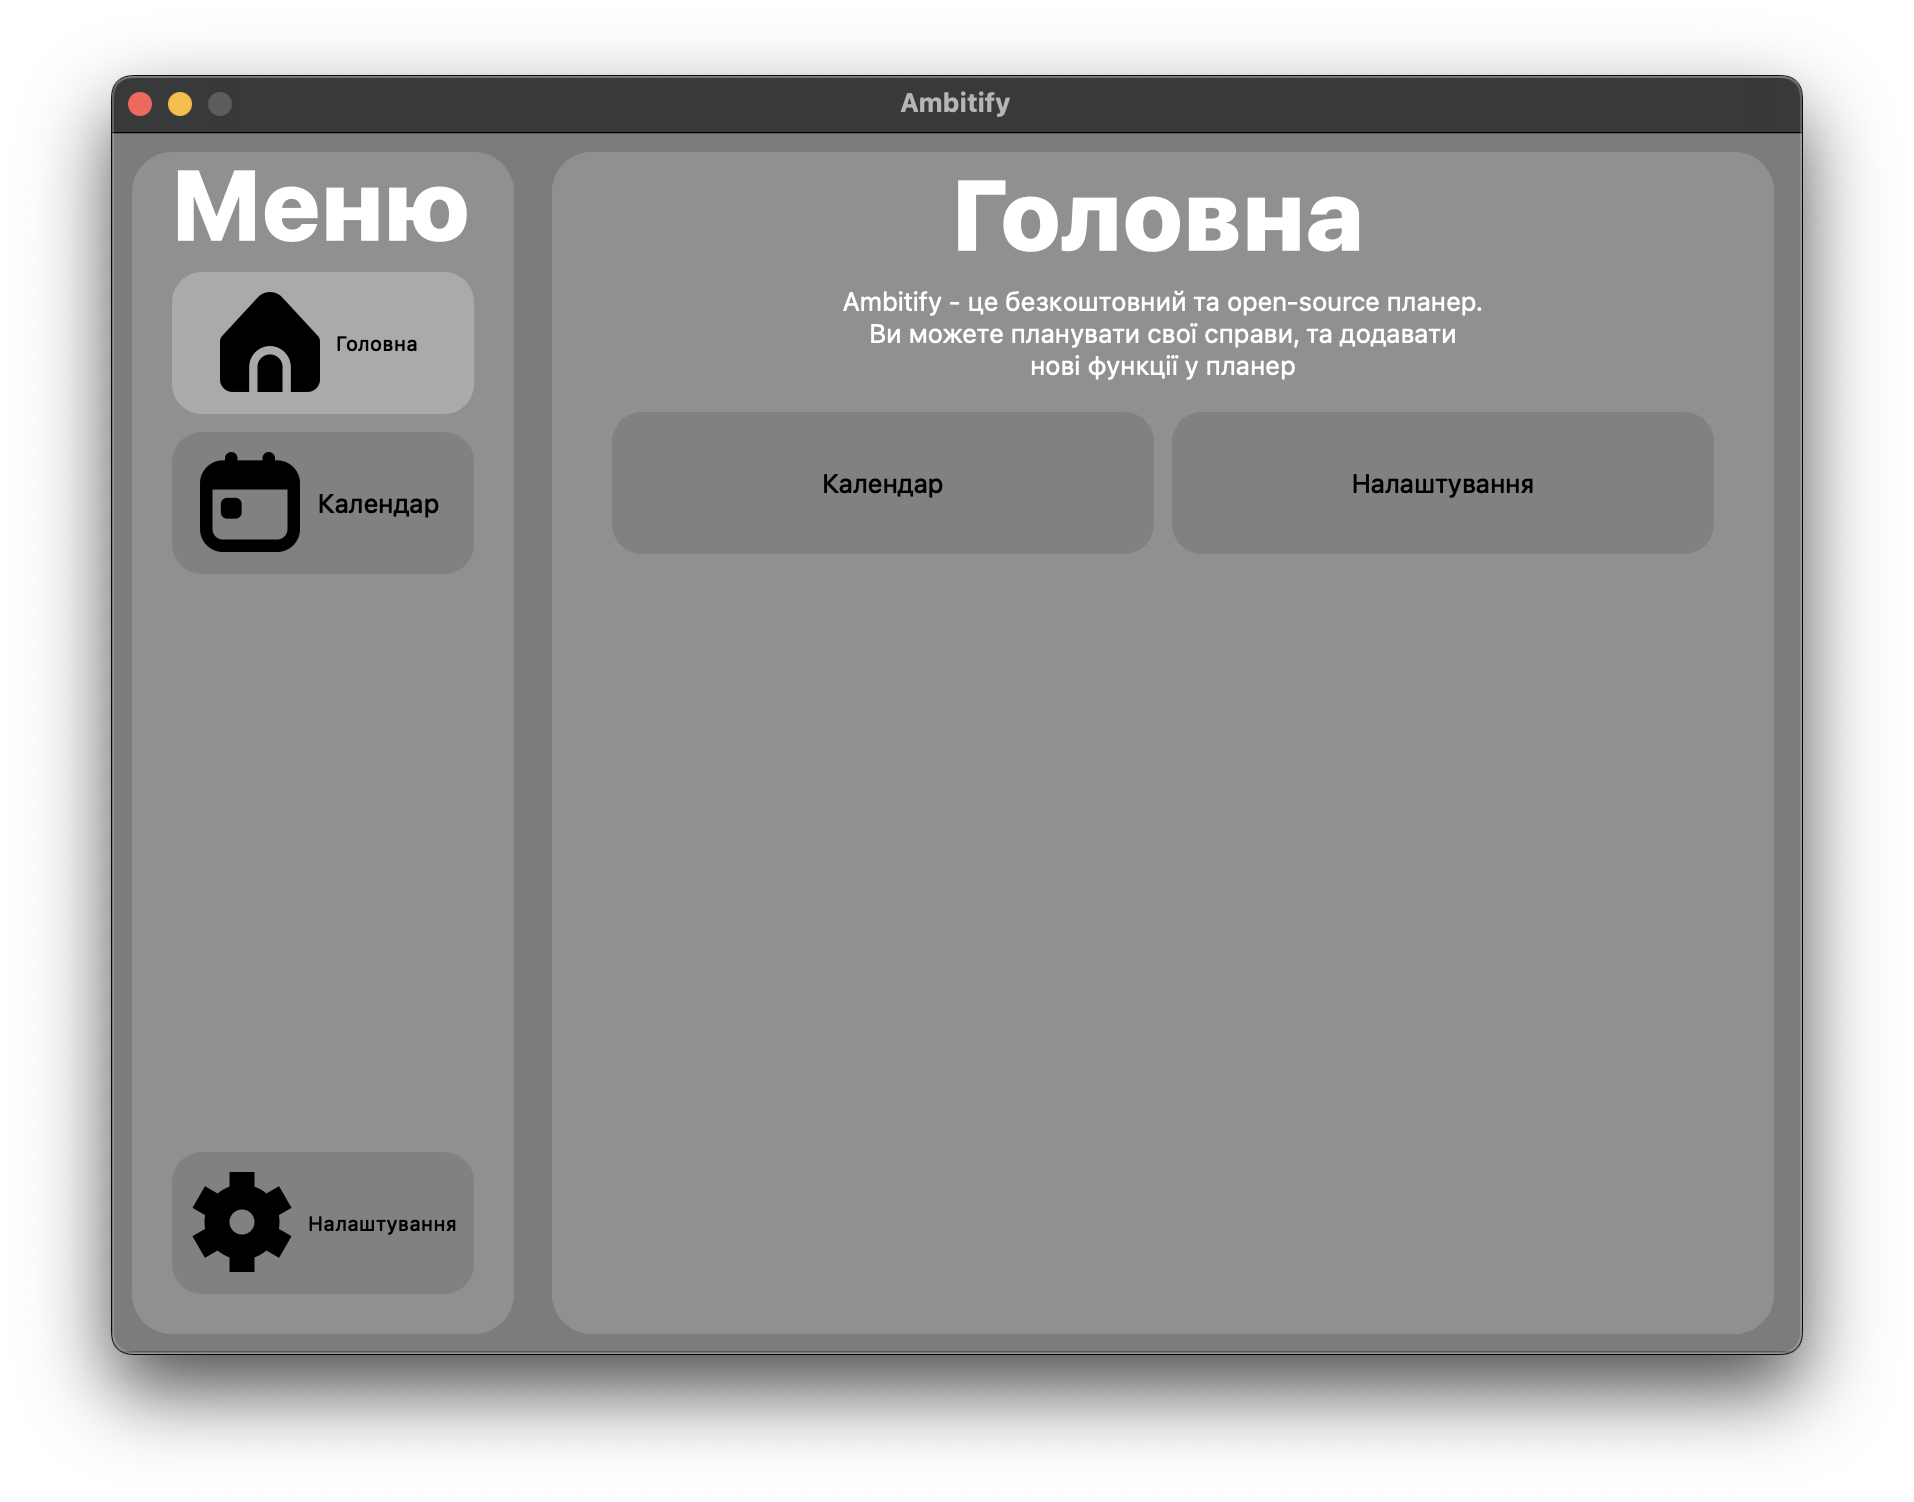 Ambitify
Меню
Головна
Календар
Налаштування
Головна
Ambitify - це безкоштовний та open-source планер.
Ви можете планувати свої справи, та додавати
нові функції у планер
Календар
Налаштування